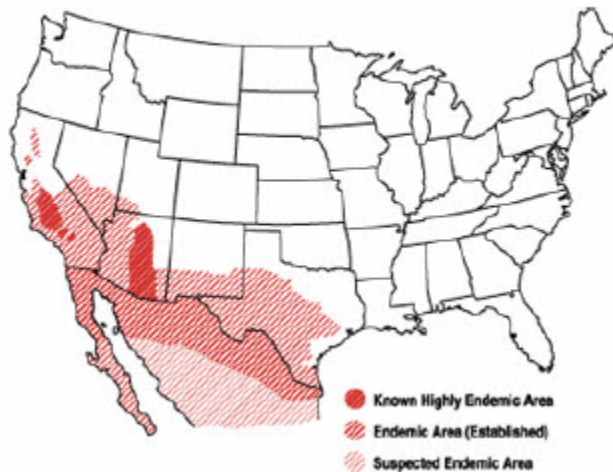 Known Highly Endemic Area
Endemic Area (Established)
Suspected Endemic Area